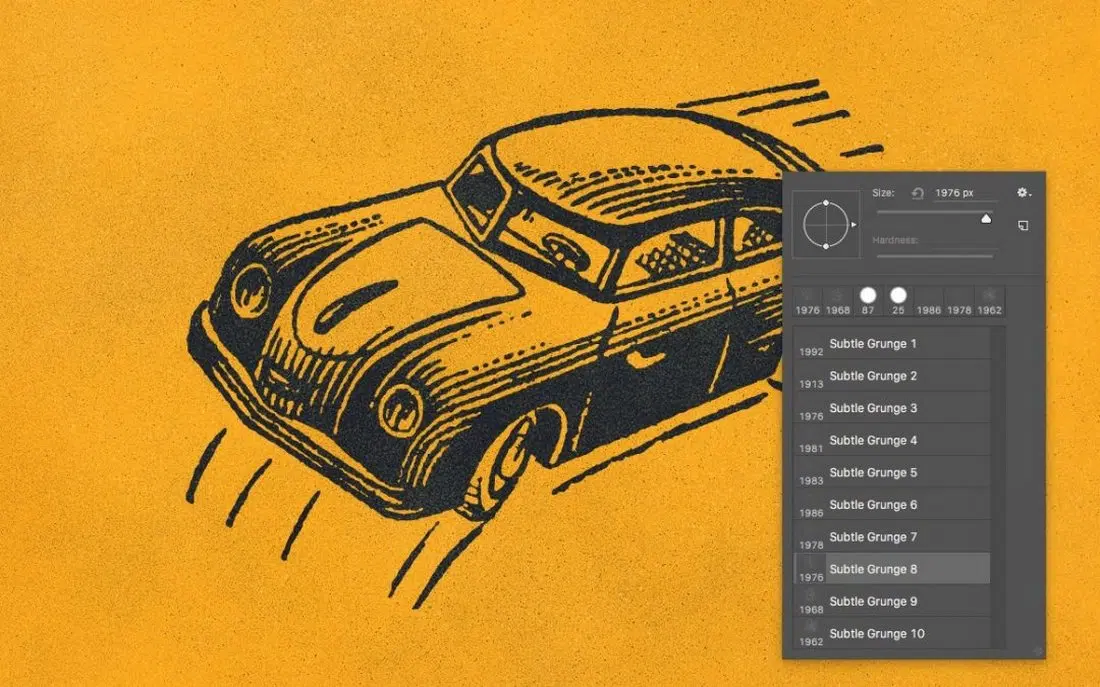 Size: 1976 px
Hardness:
1976 1968 87 25 1986 1978 1962
Subtle Grunge 1
1992
Subtle Grunge 2
1913
Subtle Grunge 3
1976
Subtle Grunge 4
1981
Subtle Grunge 5
1983
Subtle Grunge 6
1986
Subtle Grunge 7
1978
Subtle Grunge 8
1976
Subtle Grunge 9
1968
Subtle Grunge 10
1962